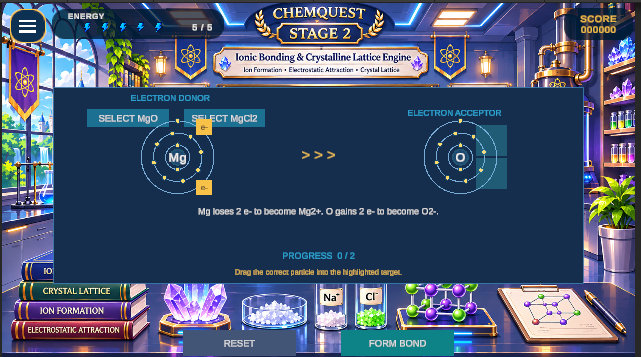 ENERGY
5 / 5
CHEMQUEST
STAGE 2
SCORE
000000
Ionic Bonding & Crystalline Lattice Engine
Ion Formation • Electrostatic Attraction • Crystal Lattice
ELECTRON DONOR
SELECT MgO
SELECT MgCl2
ELECTRON ACCEPTOR
e-
Mg
> > >
O
e-
Mg loses 2 e- to become Mg2+. O gains 2 e- to become O2-.
PROGRESS 0 / 2
Drag the correct particle into the highlighted target.
CRYSTAL LATTICE
ION FORMATION
ELECTROSTATIC ATTRACTION
Na+
Cl-
RESET
FORM BOND